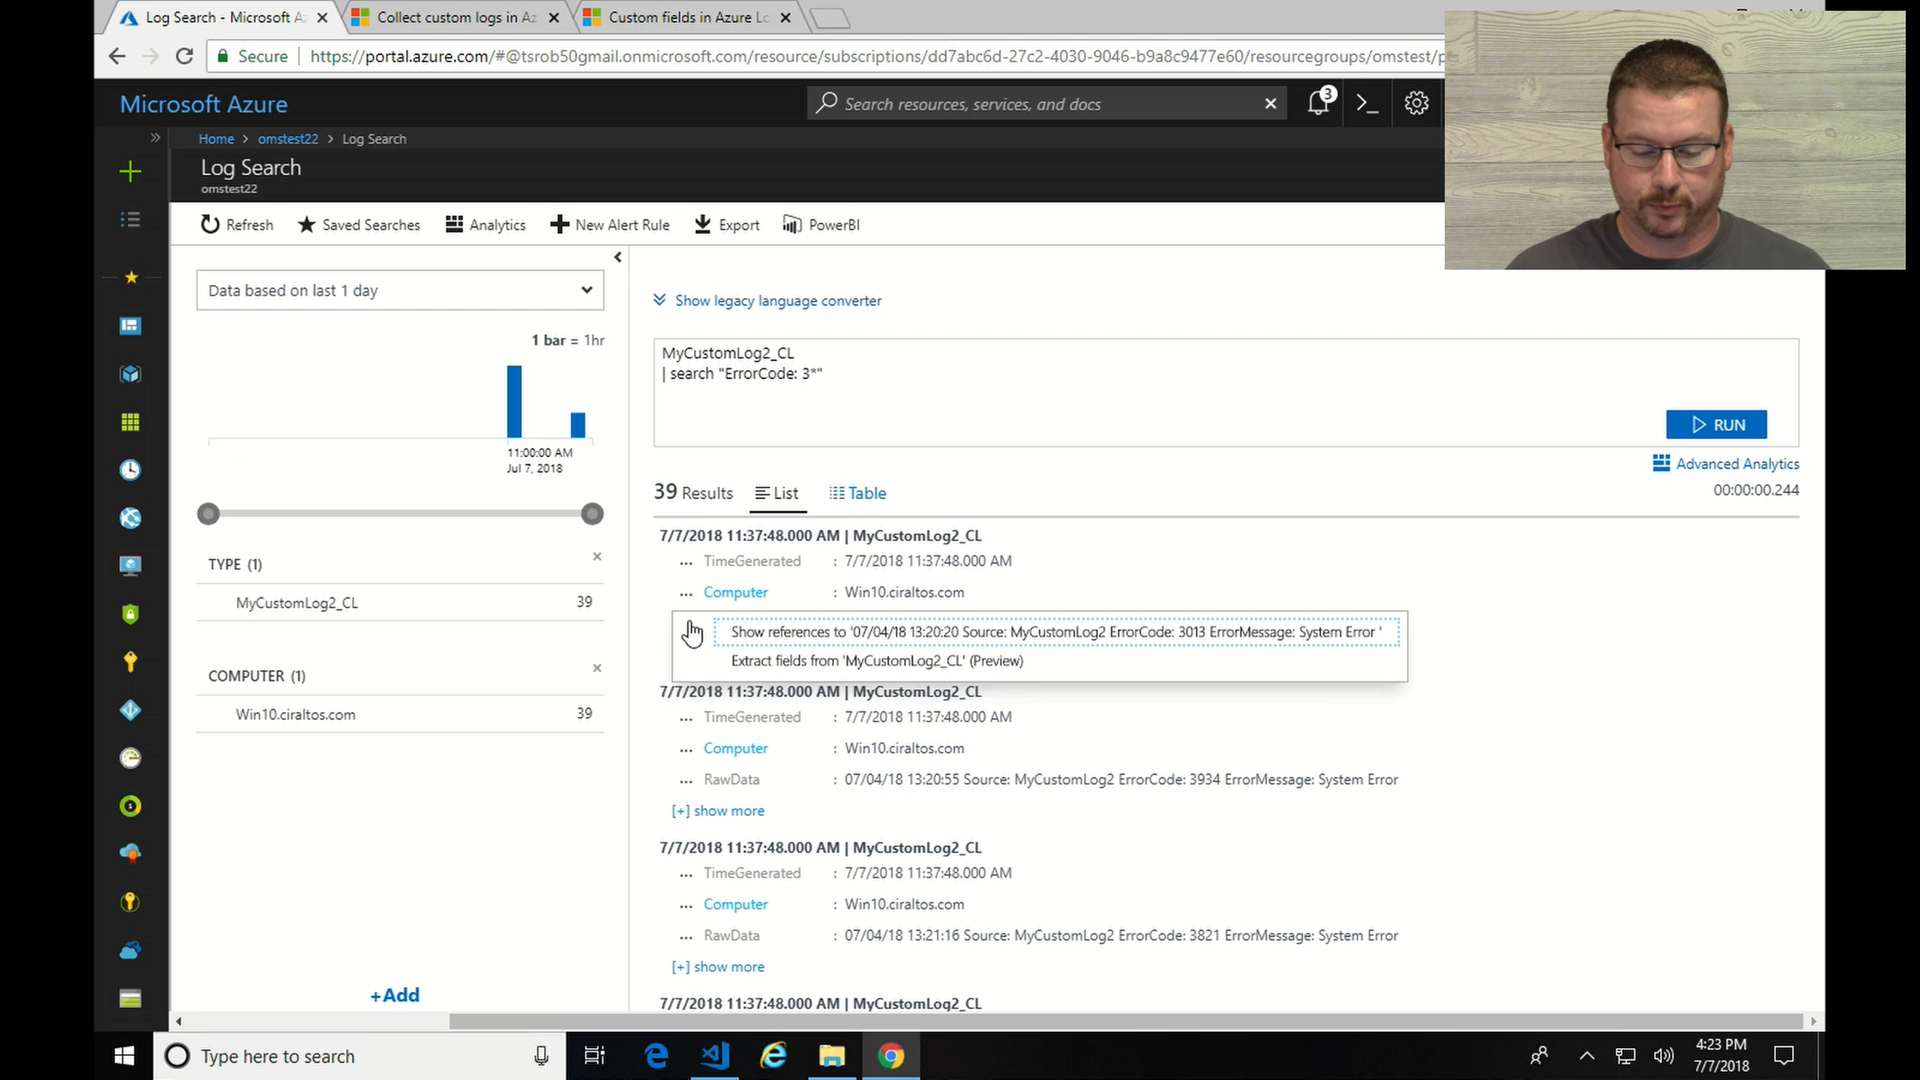 Log Search - Microsoft A
Collect custom logs in Az
Custom fields in Azure Lo
Secure
https://portal.azure.com/#@tsrob50gmail.onmicrosoft.com/resource/subscriptions/dd7abc6d-27c2-4030-9046-b9a8c9477e60/resourcegroups/omstest/p
Microsoft Azure
Search resources, services, and docs
3
Home > omstest22 > Log Search
Log Search
omstest22
Refresh
Saved Searches
Analytics
New Alert Rule
Export
PowerBI
Data based on last 1 day
1 bar = 1hr
11:00:00 AM
Jul 7, 2018
TYPE (1)
MyCustomLog2_CL 39
COMPUTER (1)
Win10.ciraltos.com 39
+Add
Show legacy language converter
MyCustomLog2_CL
| search "ErrorCode: 3*"
RUN
Advanced Analytics
39 Results
List
Table
00:00:00.244
7/7/2018 11:37:48.000 AM | MyCustomLog2_CL
... TimeGenerated : 7/7/2018 11:37:48.000 AM
... Computer : Win10.ciraltos.com
Show references to '07/04/18 13:20:20 Source: MyCustomLog2 ErrorCode: 3013 ErrorMessage: System Error '
Extract fields from 'MyCustomLog2_CL' (Preview)
7/7/2018 11:37:48.000 AM | MyCustomLog2_CL
... TimeGenerated : 7/7/2018 11:37:48.000 AM
... Computer : Win10.ciraltos.com
... RawData : 07/04/18 13:20:55 Source: MyCustomLog2 ErrorCode: 3934 ErrorMessage: System Error
[+] show more
7/7/2018 11:37:48.000 AM | MyCustomLog2_CL
... TimeGenerated : 7/7/2018 11:37:48.000 AM
... Computer : Win10.ciraltos.com
... RawData : 07/04/18 13:21:16 Source: MyCustomLog2 ErrorCode: 3821 ErrorMessage: System Error
[+] show more
7/7/2018 11:37:48.000 AM | MyCustomLog2_CL
Type here to search
4:23 PM
7/7/2018